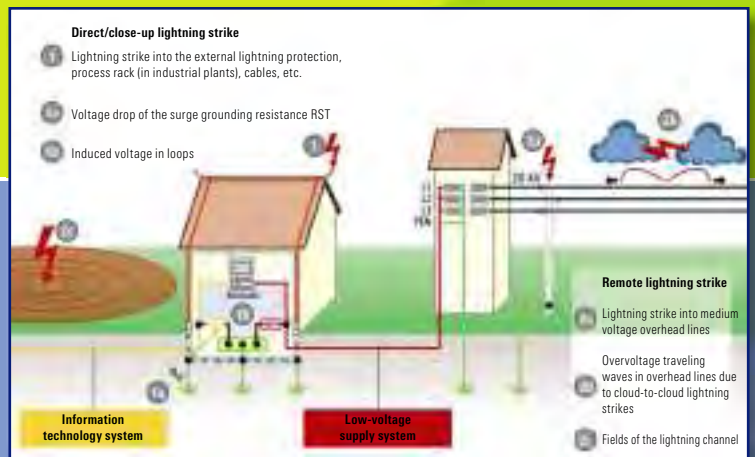 Direct/close-up lightning strike
Lightning strike into the external lightning protection,
process rack (in industrial plants), cables, etc.
Voltage drop of the surge grounding resistance RST
Induced voltage in loops
20 kV
Remote lightning strike
Lightning strike into medium
voltage overhead lines
Overvoltage traveling
waves in overhead lines due
to cloud-to-cloud lightning
strikes
Fields of the lightning channel
Information
technology system
Low-voltage
supply system